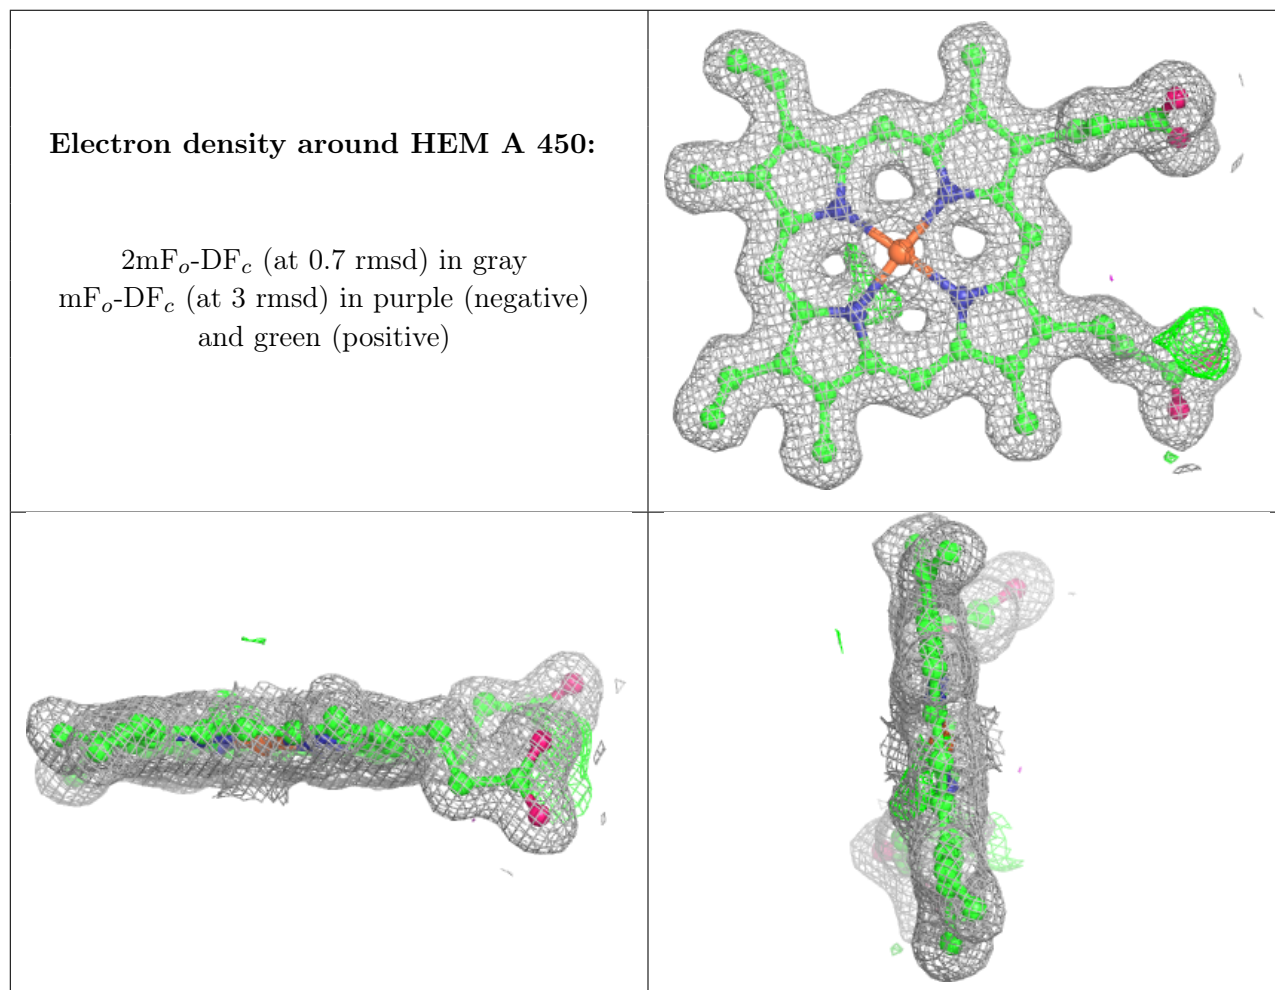 Electron density around HEM A 450:
2mFₒ-DF𝒸 (at 0.7 rmsd) in gray
mFₒ-DF𝒸 (at 3 rmsd) in purple (negative)
and green (positive)